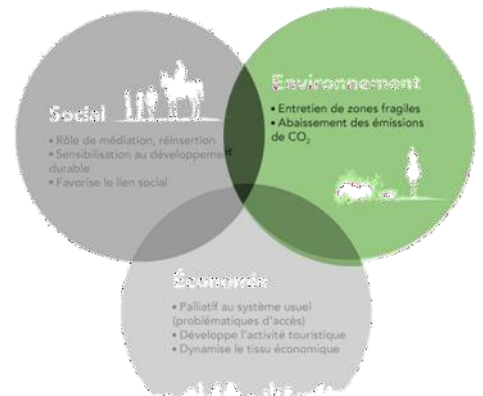 Social
• Rôle de médiation, réinsertion
• Sensibilisation au développement
durable
• Favorise le lien social
Environnement
• Entretien de zones fragiles
• Abaissement des émissions
de CO₂
Économie
• Palliatif au système usuel
(problématiques d'accès)
• Développe l'activité touristique
• Dynamise le tissu économique